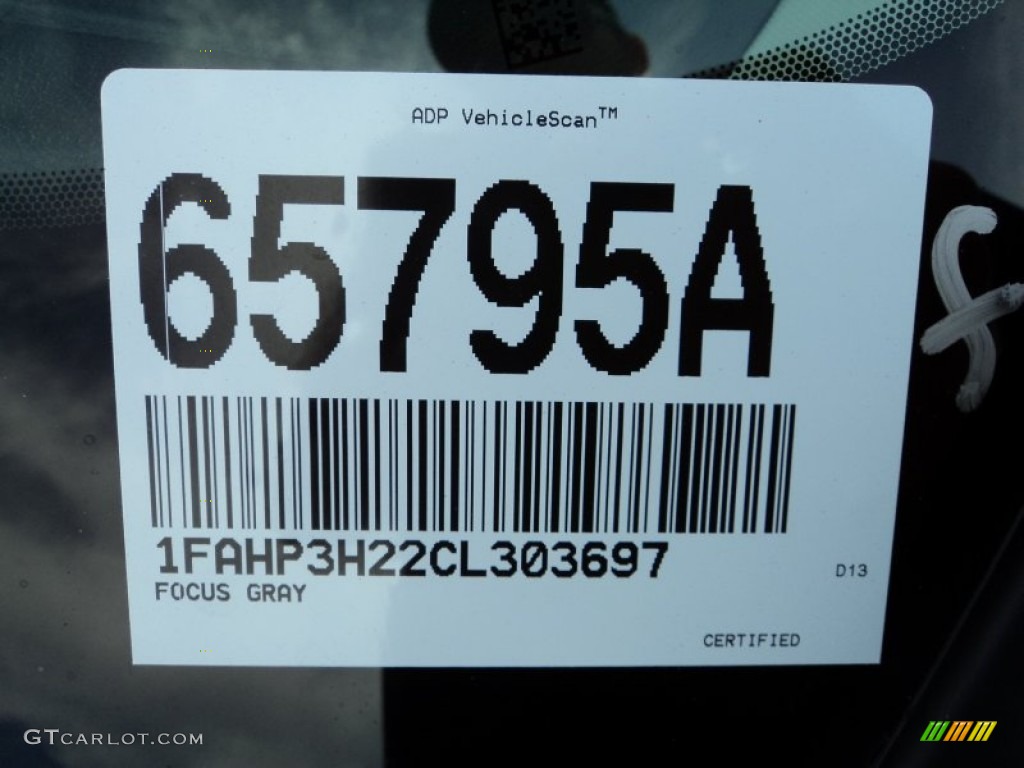 ADP VehicleScan™
65795A
1FAHP3H22CL303697
FOCUS GRAY
D13
CERTIFIED
GTCARLOT.COM